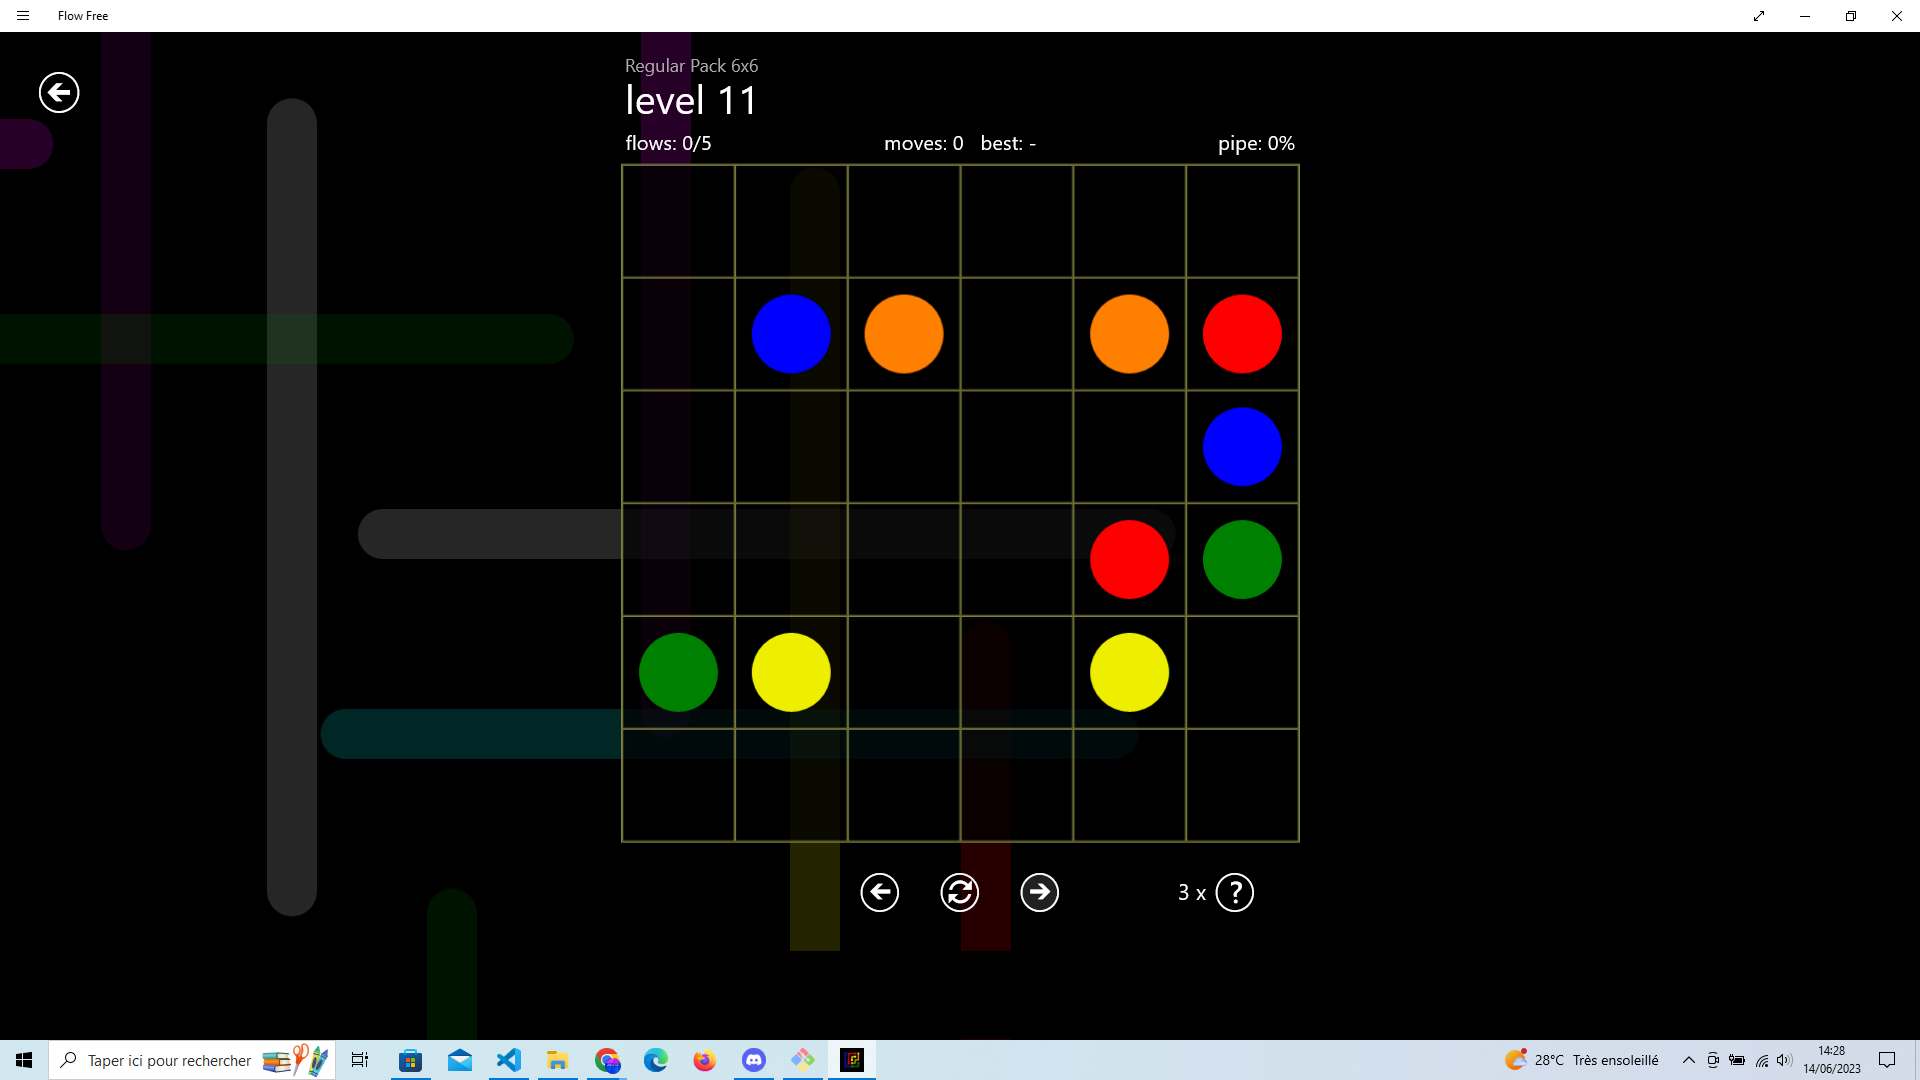 Flow Free
Regular Pack 6x6
level 11
flows: 0/5 moves: 0 best: - pipe: 0%
3 x ?
Taper ici pour rechercher
28°C Très ensoleillé
14:28
14/06/2023